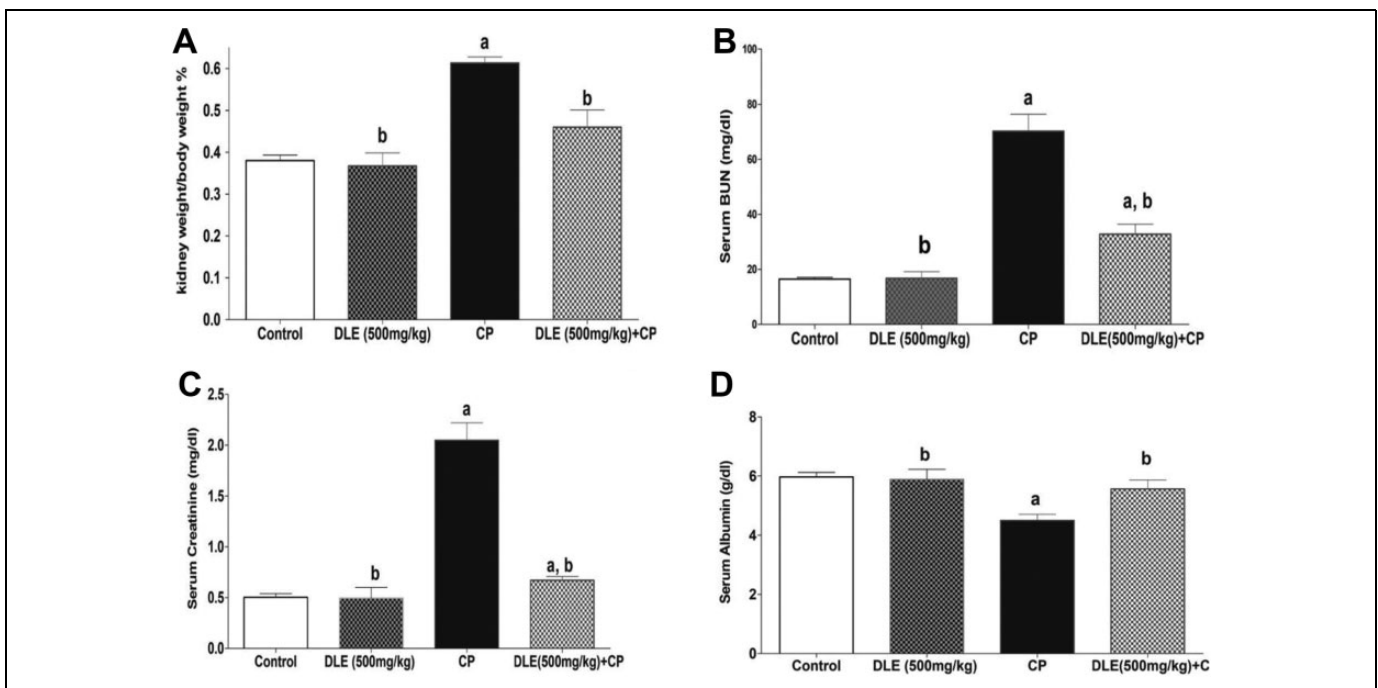 A
kidney weight/body weight %
0.6
0.5
0.4
0.3
0.2
0.1
0.0
b
a
b
Control
DLE (500mg/kg)
CP
DLE (500mg/kg)+CP
B
Serum BUN (mg/dl)
100
80
60
40
20
0
b
a
a, b
Control
DLE (500mg/kg)
CP
DLE(500mg/kg)+CP
C
Serum Creatinine (mg/dl)
2.5
2.0
1.5
1.0
0.5
0.0
b
a
a, b
Control
DLE (500mg/kg)
CP
DLE(500mg/kg)+CP
D
Serum Albumin (g/dl)
8
6
4
2
0
b
a
b
Control
DLE (500mg/kg)
CP
DLE(500mg/kg)+C